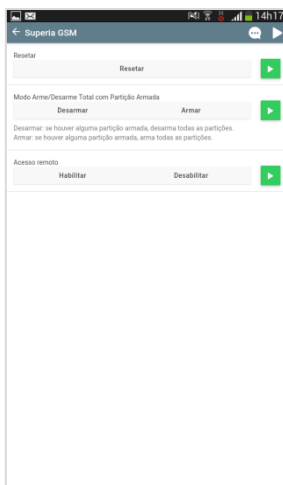 14h17
Superia GSM
Resetar
Resetar
Modo Arme/Desarme Total com Partição Armada
Desarmar Armar
Desarmar: se houver alguma partição armada, desarma todas as partições.
Armar: se houver alguma partição armada, arma todas as partições.
Acesso remoto
Habilitar Desabilitar